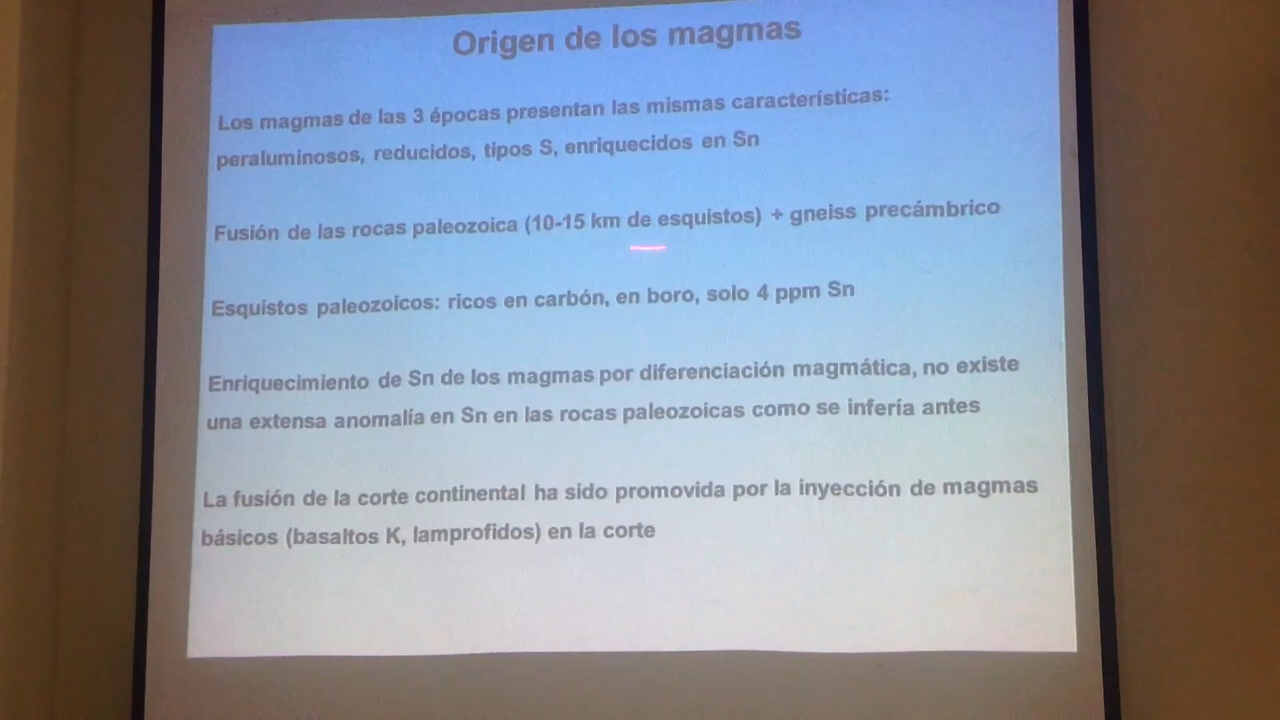 Origen de los magmas
Los magmas de las 3 épocas presentan las mismas características:
peraluminosos, reducidos, tipos S, enriquecidos en Sn
Fusión de las rocas paleozoica (10-15 km de esquistos) + gneiss precámbrico
Esquistos paleozoicos: ricos en carbón, en boro, solo 4 ppm Sn
Enriquecimiento de Sn de los magmas por diferenciación magmática, no existe
una extensa anomalía en Sn en las rocas paleozoicas como se infería antes
La fusión de la corte continental ha sido promovida por la inyección de magmas
básicos (basaltos K, lamprofidos) en la corte